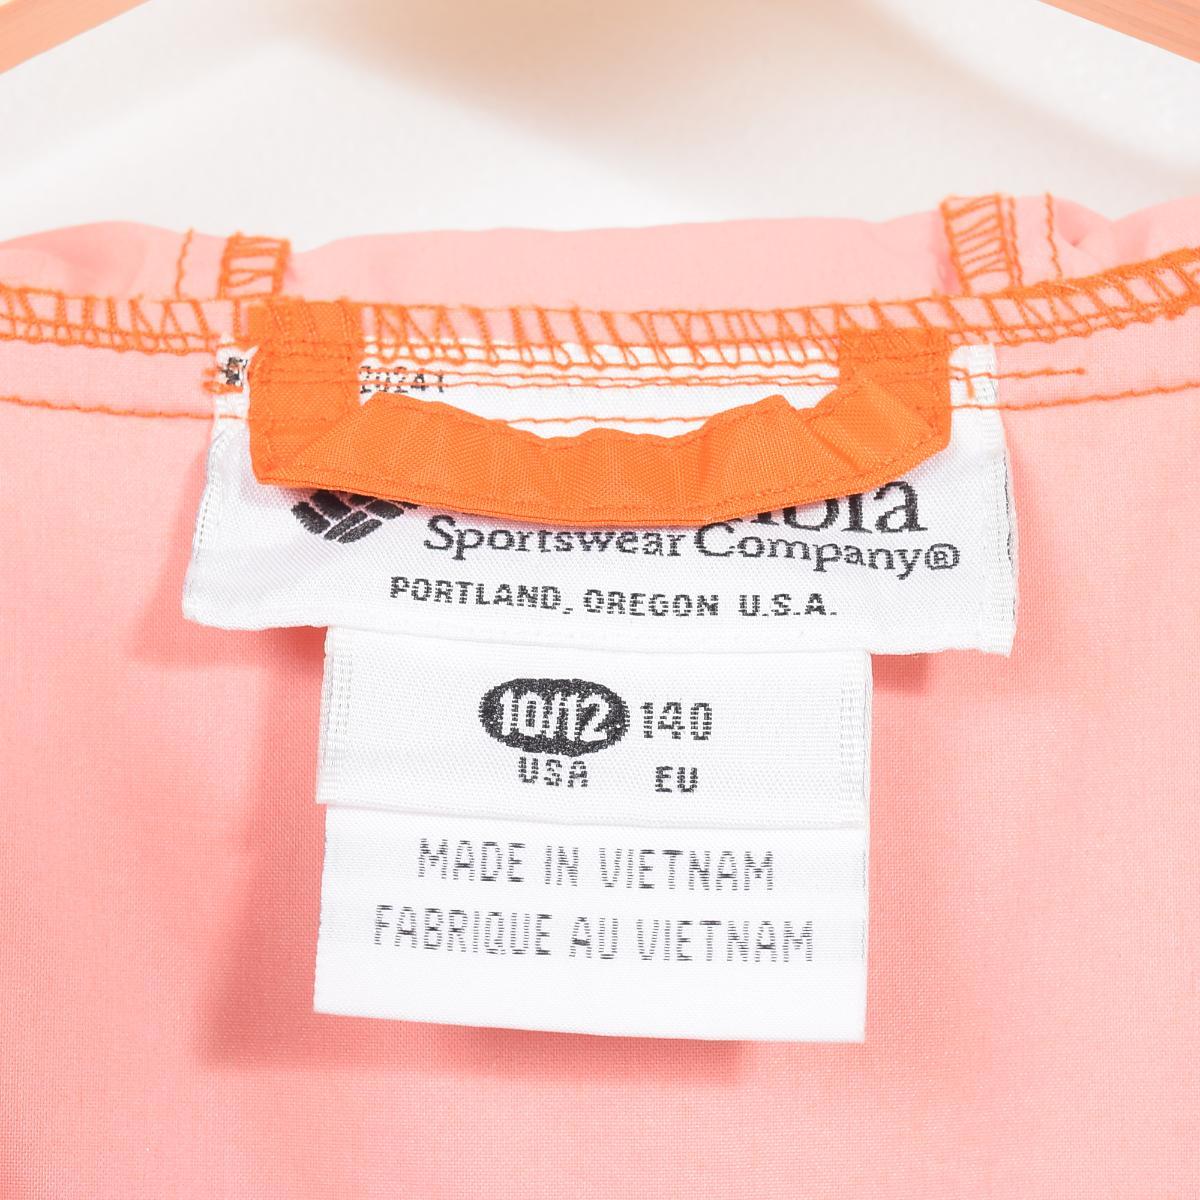 Sportswear Company®
PORTLAND, OREGON U.S.A.
10/12 140
USA EU
MADE IN VIETNAM
FABRIQUE AU VIETNAM